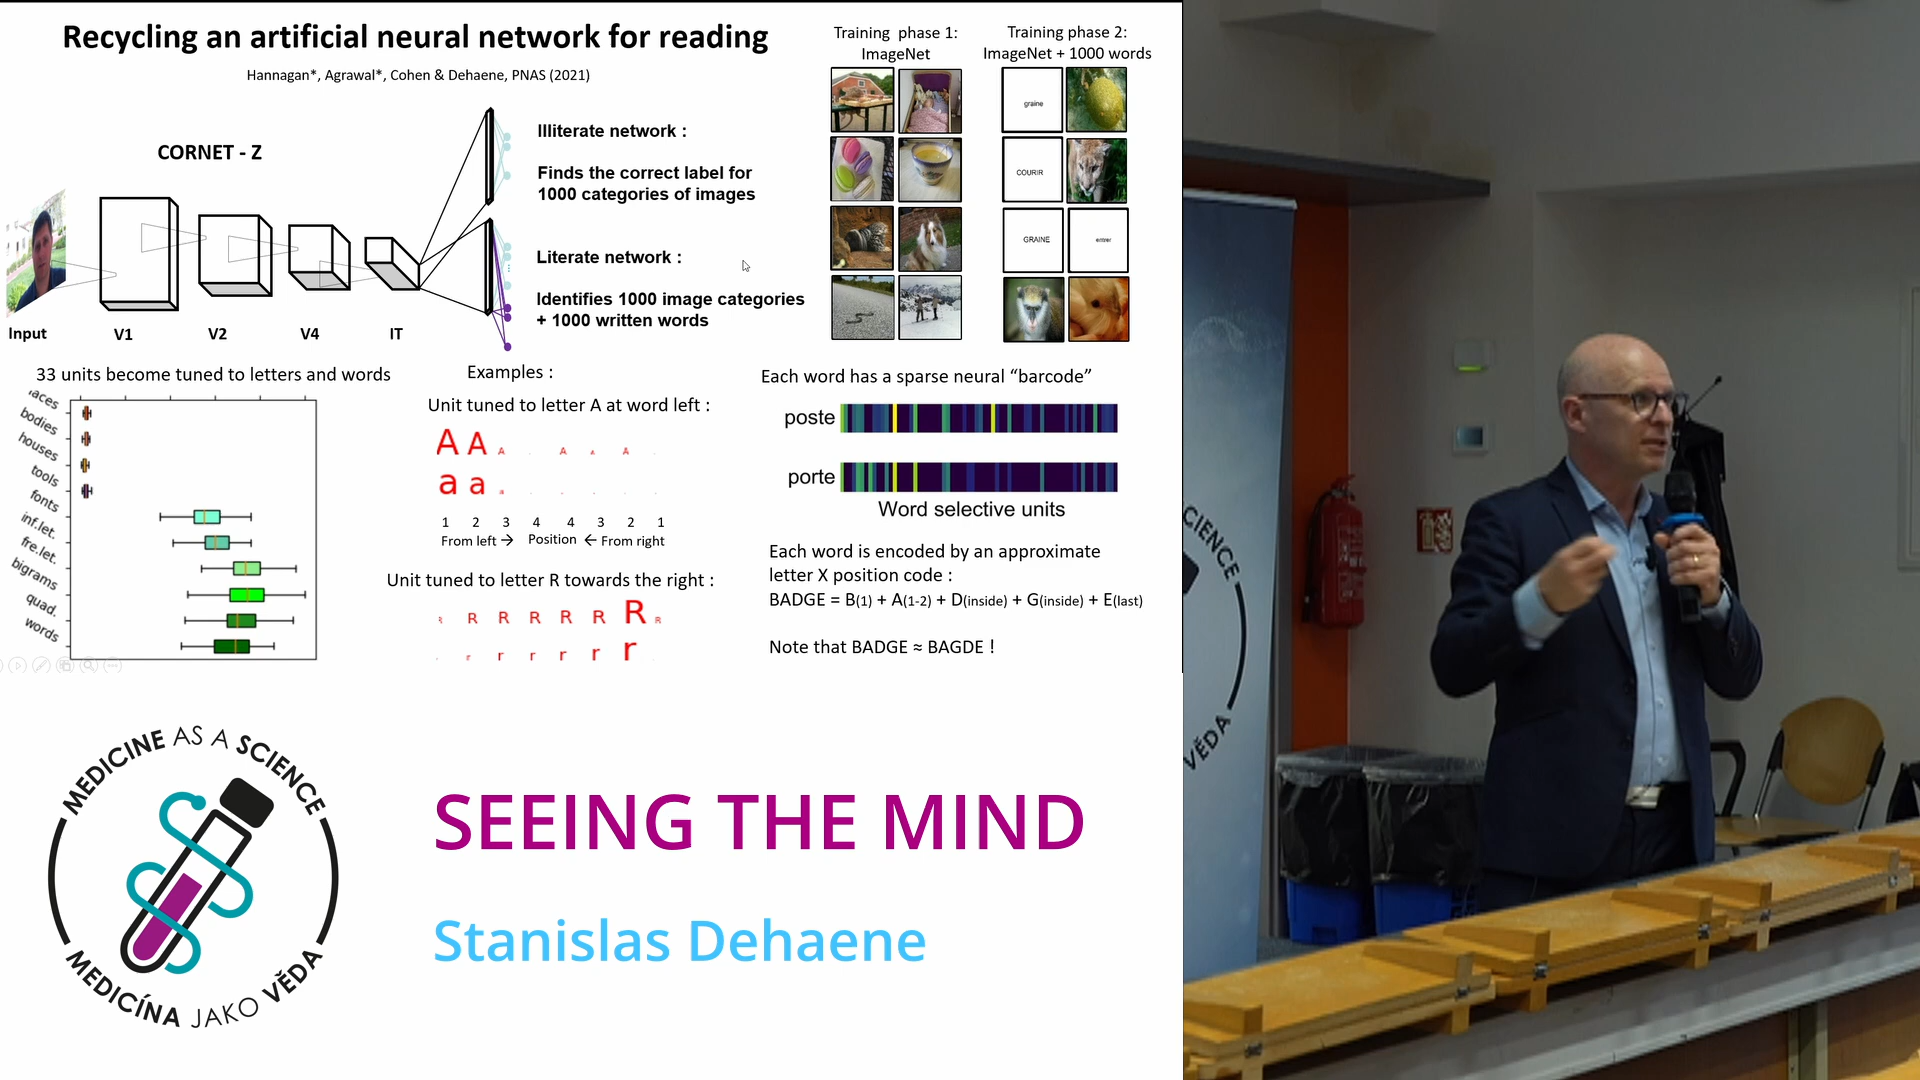 Recycling an artificial neural network for reading
Hannagan*, Agrawal*, Cohen & Dehaene, PNAS (2021)
CORNET - Z
Input
V1
V2
V4
IT
Illiterate network :
Finds the correct label for
1000 categories of images
Literate network :
Identifies 1000 image categories
+ 1000 written words
Training phase 1:
ImageNet
Training phase 2:
ImageNet + 1000 words
graine
COURIR
GRAINE
entrer
33 units become tuned to letters and words
bodies
houses
tools
fonts
inf.let.
fre.let.
bigrams
quad.
words
Examples :
Unit tuned to letter A at word left :
A A A A A A
a a a
1 2 3 4 4 3 2 1
From left → Position ← From right
Unit tuned to letter R towards the right :
R R R R R R R R
r r r r r r
Each word has a sparse neural “barcode”
poste
porte
Word selective units
Each word is encoded by an approximate
letter X position code :
BADGE = B(1) + A(1-2) + D(inside) + G(inside) + E(last)
Note that BADGE ≈ BAGDE !
MEDICINE AS A SCIENCE
MEDICÍNA JAKO VĚDA
SEEING THE MIND
Stanislas Dehaene
SCIENCE
VĚDA